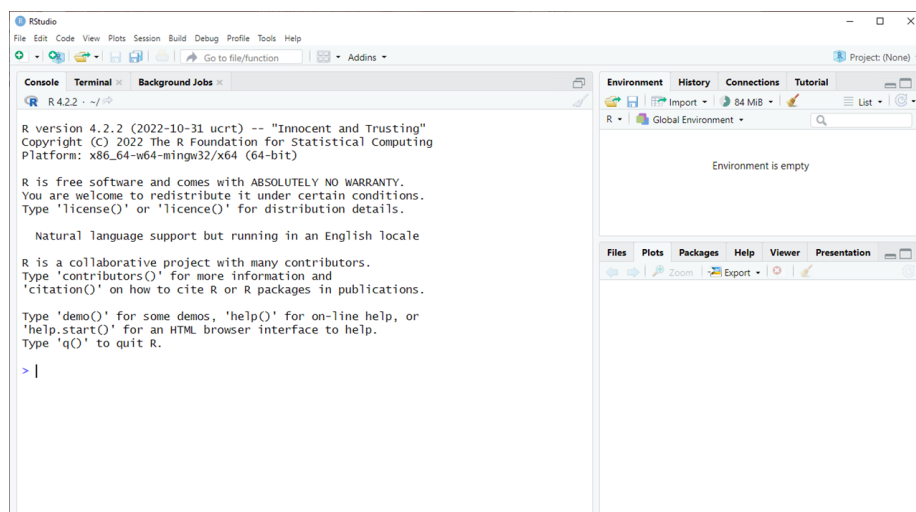 RStudio
File Edit Code View Plots Session Build Debug Profile Tools Help
Go to file/function Addins Project: (None)
Console Terminal Background Jobs
R R 4.2.2 · ~/
R version 4.2.2 (2022-10-31 ucrt) -- "Innocent and Trusting"
Copyright (C) 2022 The R Foundation for Statistical Computing
Platform: x86_64-w64-mingw32/x64 (64-bit)
R is free software and comes with ABSOLUTELY NO WARRANTY.
You are welcome to redistribute it under certain conditions.
Type 'license()' or 'licence()' for distribution details.
Natural language support but running in an English locale
R is a collaborative project with many contributors.
Type 'contributors()' for more information and
'citation()' on how to cite R or R packages in publications.
Type 'demo()' for some demos, 'help()' for on-line help, or
'help.start()' for an HTML browser interface to help.
Type 'q()' to quit R.
>
Environment History Connections Tutorial
Import 84 MiB List
R Global Environment
Environment is empty
Files Plots Packages Help Viewer Presentation
Zoom Export